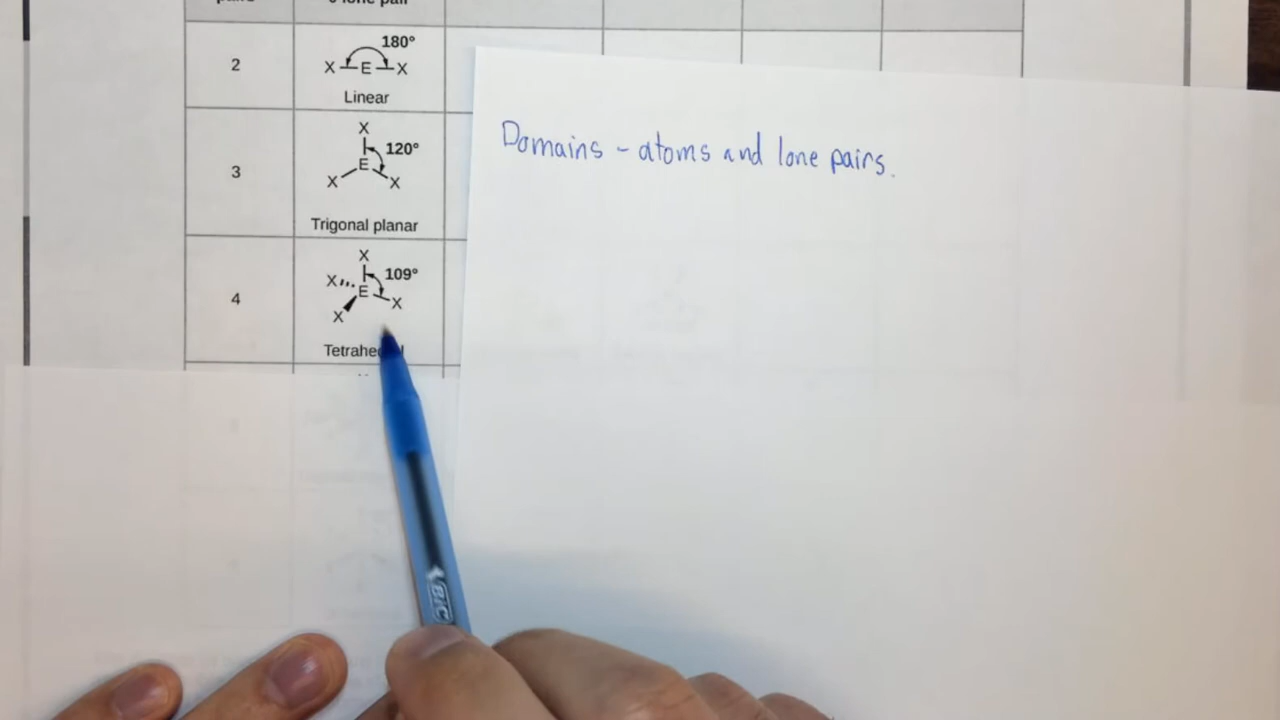 180°
2
X E X
Linear
X
120°
3
E
X X
Trigonal planar
X
X 109°
4
E
X
X
Domains - atoms and lone pairs.
BIC